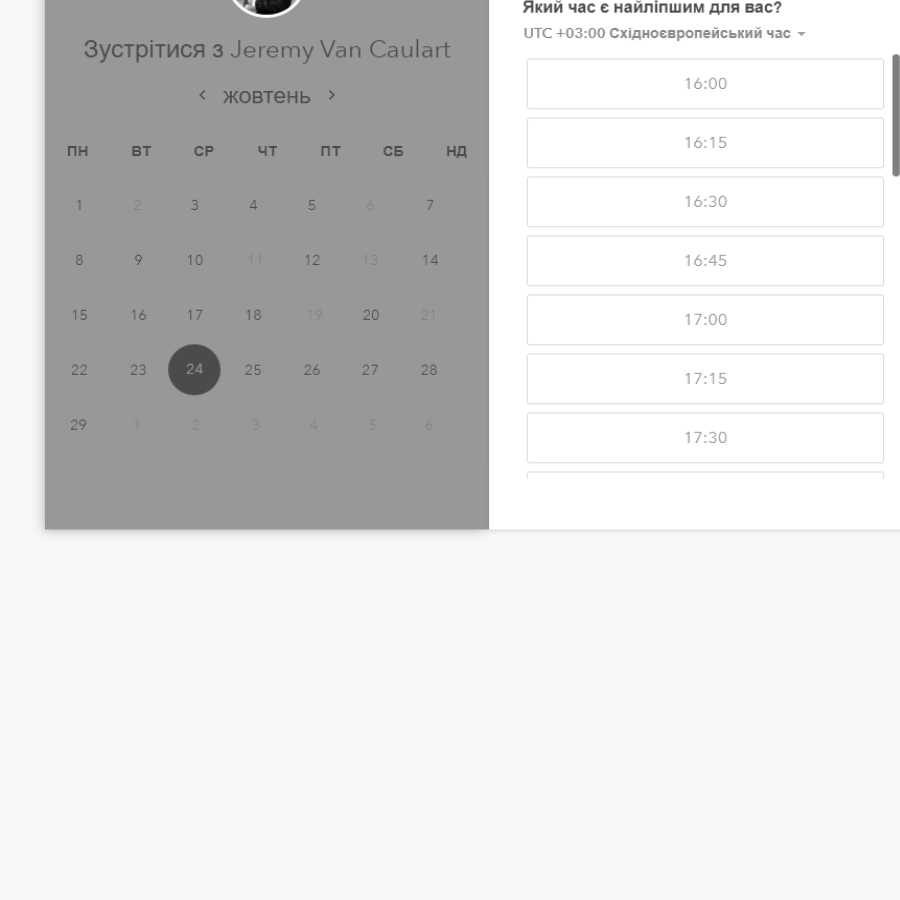 Зустрітися з Jeremy Van Caulart
жовтень
ПН ВТ СР ЧТ ПТ СБ НД
1 2 3 4 5 6 7
8 9 10 11 12 13 14
15 16 17 18 19 20 21
22 23 24 25 26 27 28
29 1 2 3 4 5 6
Який час є найліпшим для вас?
UTC +03:00 Східноєвропейський час
16:00
16:15
16:30
16:45
17:00
17:15
17:30